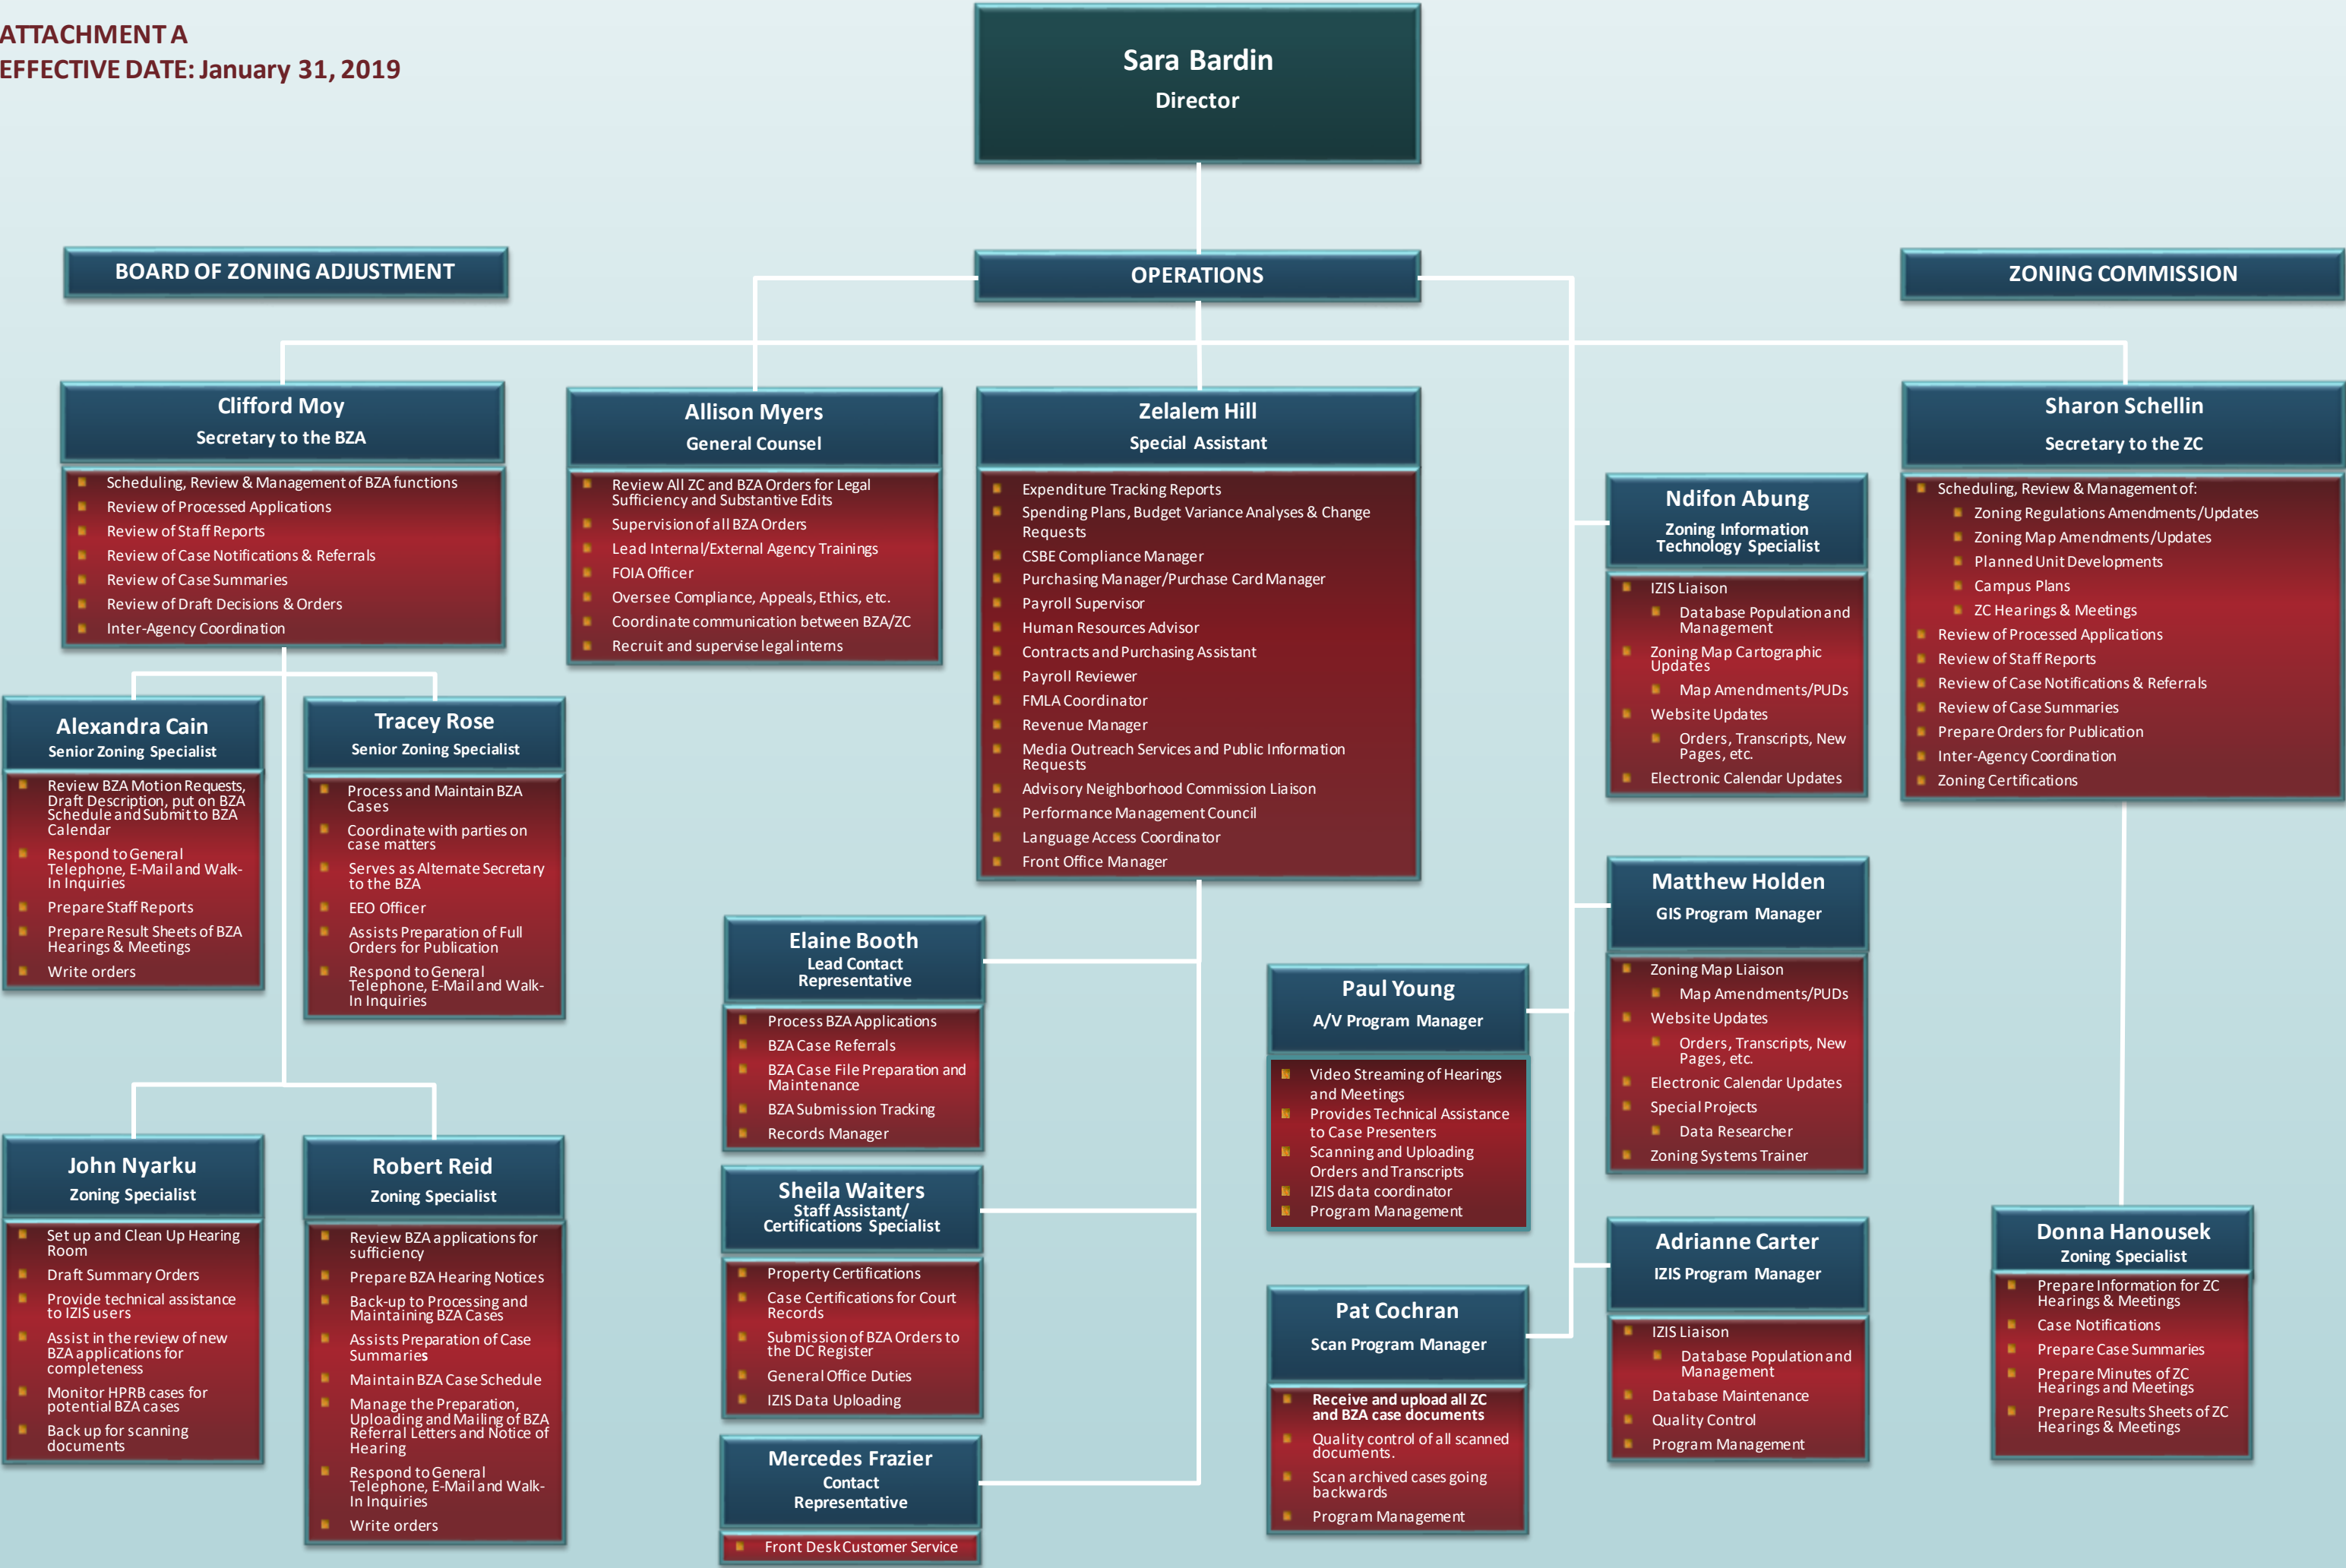 ATTACHMENT A
EFFECTIVE DATE: January 31, 2019
Sara Bardin
Director
BOARD OF ZONING ADJUSTMENT
OPERATIONS
ZONING COMMISSION
Clifford Moy
Secretary to the BZA
Scheduling, Review & Management of BZA functions
Review of Processed Applications
Review of Staff Reports
Review of Case Notifications & Referrals
Review of Case Summaries
Review of Draft Decisions & Orders
Inter-Agency Coordination
Allison Myers
General Counsel
Review All ZC and BZA Orders for Legal
Sufficiency and Substantive Edits
Supervision of all BZA Orders
Lead Internal/External Agency Trainings
FOIA Officer
Oversee Compliance, Appeals, Ethics, etc.
Coordinate communication between BZA/ZC
Recruit and supervise legal interns
Zelalem Hill
Special Assistant
Expenditure Tracking Reports
Spending Plans, Budget Variance Analyses & Change
Requests
CSBE Compliance Manager
Purchasing Manager/Purchase Card Manager
Payroll Supervisor
Human Resources Advisor
Contracts and Purchasing Assistant
Payroll Reviewer
FMLA Coordinator
Revenue Manager
Media Outreach Services and Public Information
Requests
Advisory Neighborhood Commission Liaison
Performance Management Council
Language Access Coordinator
Front Office Manager
Ndifon Abung
Zoning Information
Technology Specialist
IZIS Liaison
Database Population and
Management
Zoning Map Cartographic
Updates
Map Amendments/PUDs
Website Updates
Orders, Transcripts, New
Pages, etc.
Electronic Calendar Updates
Sharon Schellin
Secretary to the ZC
Scheduling, Review & Management of:
Zoning Regulations Amendments/Updates
Zoning Map Amendments/Updates
Planned Unit Developments
Campus Plans
ZC Hearings & Meetings
Review of Processed Applications
Review of Staff Reports
Review of Case Notifications & Referrals
Review of Case Summaries
Prepare Orders for Publication
Inter-Agency Coordination
Zoning Certifications
Alexandra Cain
Senior Zoning Specialist
Review BZA Motion Requests,
Draft Description, put on BZA
Schedule and Submit to BZA
Calendar
Respond to General
Telephone, E-Mail and Walk-
In Inquiries
Prepare Staff Reports
Prepare Result Sheets of BZA
Hearings & Meetings
Write orders
Tracey Rose
Senior Zoning Specialist
Process and Maintain BZA
Cases
Coordinate with parties on
case matters
Serves as Alternate Secretary
to the BZA
EEO Officer
Assists Preparation of Full
Orders for Publication
Respond to General
Telephone, E-Mail and Walk-
In Inquiries
John Nyarku
Zoning Specialist
Set up and Clean Up Hearing
Room
Draft Summary Orders
Provide technical assistance
to IZIS users
Assist in the review of new
BZA applications for
completeness
Monitor HPRB cases for
potential BZA cases
Back up for scanning
documents
Robert Reid
Zoning Specialist
Review BZA applications for
sufficiency
Prepare BZA Hearing Notices
Back-up to Processing and
Maintaining BZA Cases
Assists Preparation of Case
Summaries
Maintain BZA Case Schedule
Manage the Preparation,
Uploading and Mailing of BZA
Referral Letters and Notice of
Hearing
Respond to General
Telephone, E-Mail and Walk-
In Inquiries
Write orders
Elaine Booth
Lead Contact
Representative
Process BZA Applications
BZA Case Referrals
BZA Case File Preparation and
Maintenance
BZA Submission Tracking
Records Manager
Sheila Waiters
Staff Assistant/
Certifications Specialist
Property Certifications
Case Certifications for Court
Records
Submission of BZA Orders to
the DC Register
General Office Duties
IZIS Data Uploading
Mercedes Frazier
Contact
Representative
Front Desk Customer Service
Paul Young
A/V Program Manager
Video Streaming of Hearings
and Meetings
Provides Technical Assistance
to Case Presenters
Scanning and Uploading
Orders and Transcripts
IZIS data coordinator
Program Management
Pat Cochran
Scan Program Manager
Receive and upload all ZC
and BZA case documents
Quality control of all scanned
documents.
Scan archived cases going
backwards
Program Management
Matthew Holden
GIS Program Manager
Zoning Map Liaison
Map Amendments/PUDs
Website Updates
Orders, Transcripts, New
Pages, etc.
Electronic Calendar Updates
Special Projects
Data Researcher
Zoning Systems Trainer
Adrianne Carter
IZIS Program Manager
IZIS Liaison
Database Population and
Management
Database Maintenance
Quality Control
Program Management
Donna Hanousek
Zoning Specialist
Prepare Information for ZC
Hearings & Meetings
Case Notifications
Prepare Case Summaries
Prepare Minutes of ZC
Hearings and Meetings
Prepare Results Sheets of ZC
Hearings & Meetings